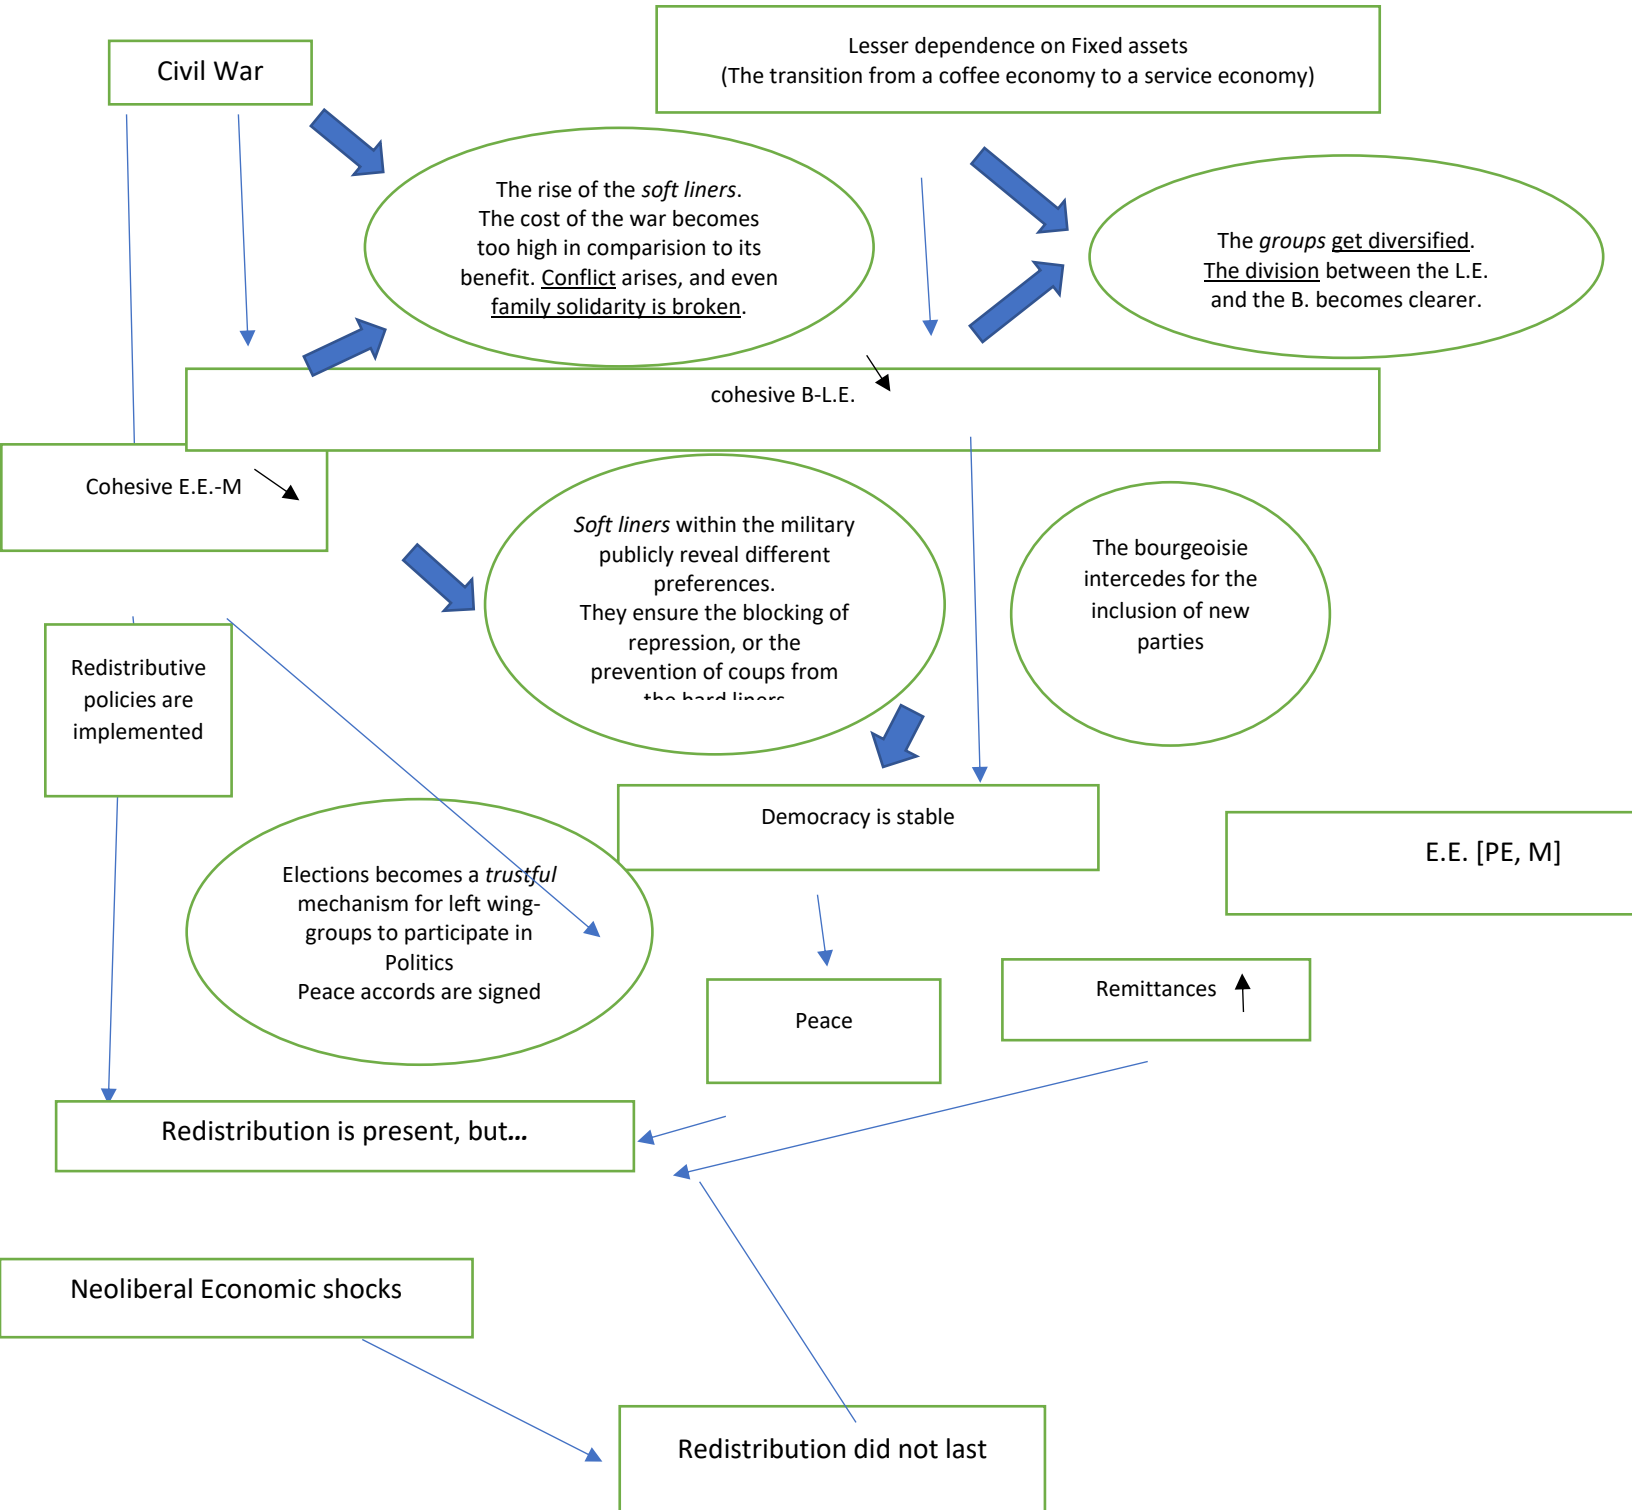 Civil War
Lesser dependence on Fixed assets
(The transition from a coffee economy to a service economy)
The rise of the soft liners.
The cost of the war becomes
too high in comparision to its
benefit. Conflict arises, and even
family solidarity is broken.
The groups get diversified.
The division between the L.E.
and the B. becomes clearer.
cohesive B-L.E.
Cohesive E.E.-M
Soft liners within the military
publicly reveal different
preferences.
They ensure the blocking of
repression, or the
prevention of coups from
the hard liners
The bourgeoisie
intercedes for the
inclusion of new
parties
Redistributive
policies are
implemented
Democracy is stable
E.E. [PE, M]
Elections becomes a trustful
mechanism for left wing-
groups to participate in
Politics
Peace accords are signed
Peace
Remittances
Redistribution is present, but...
Neoliberal Economic shocks
Redistribution did not last